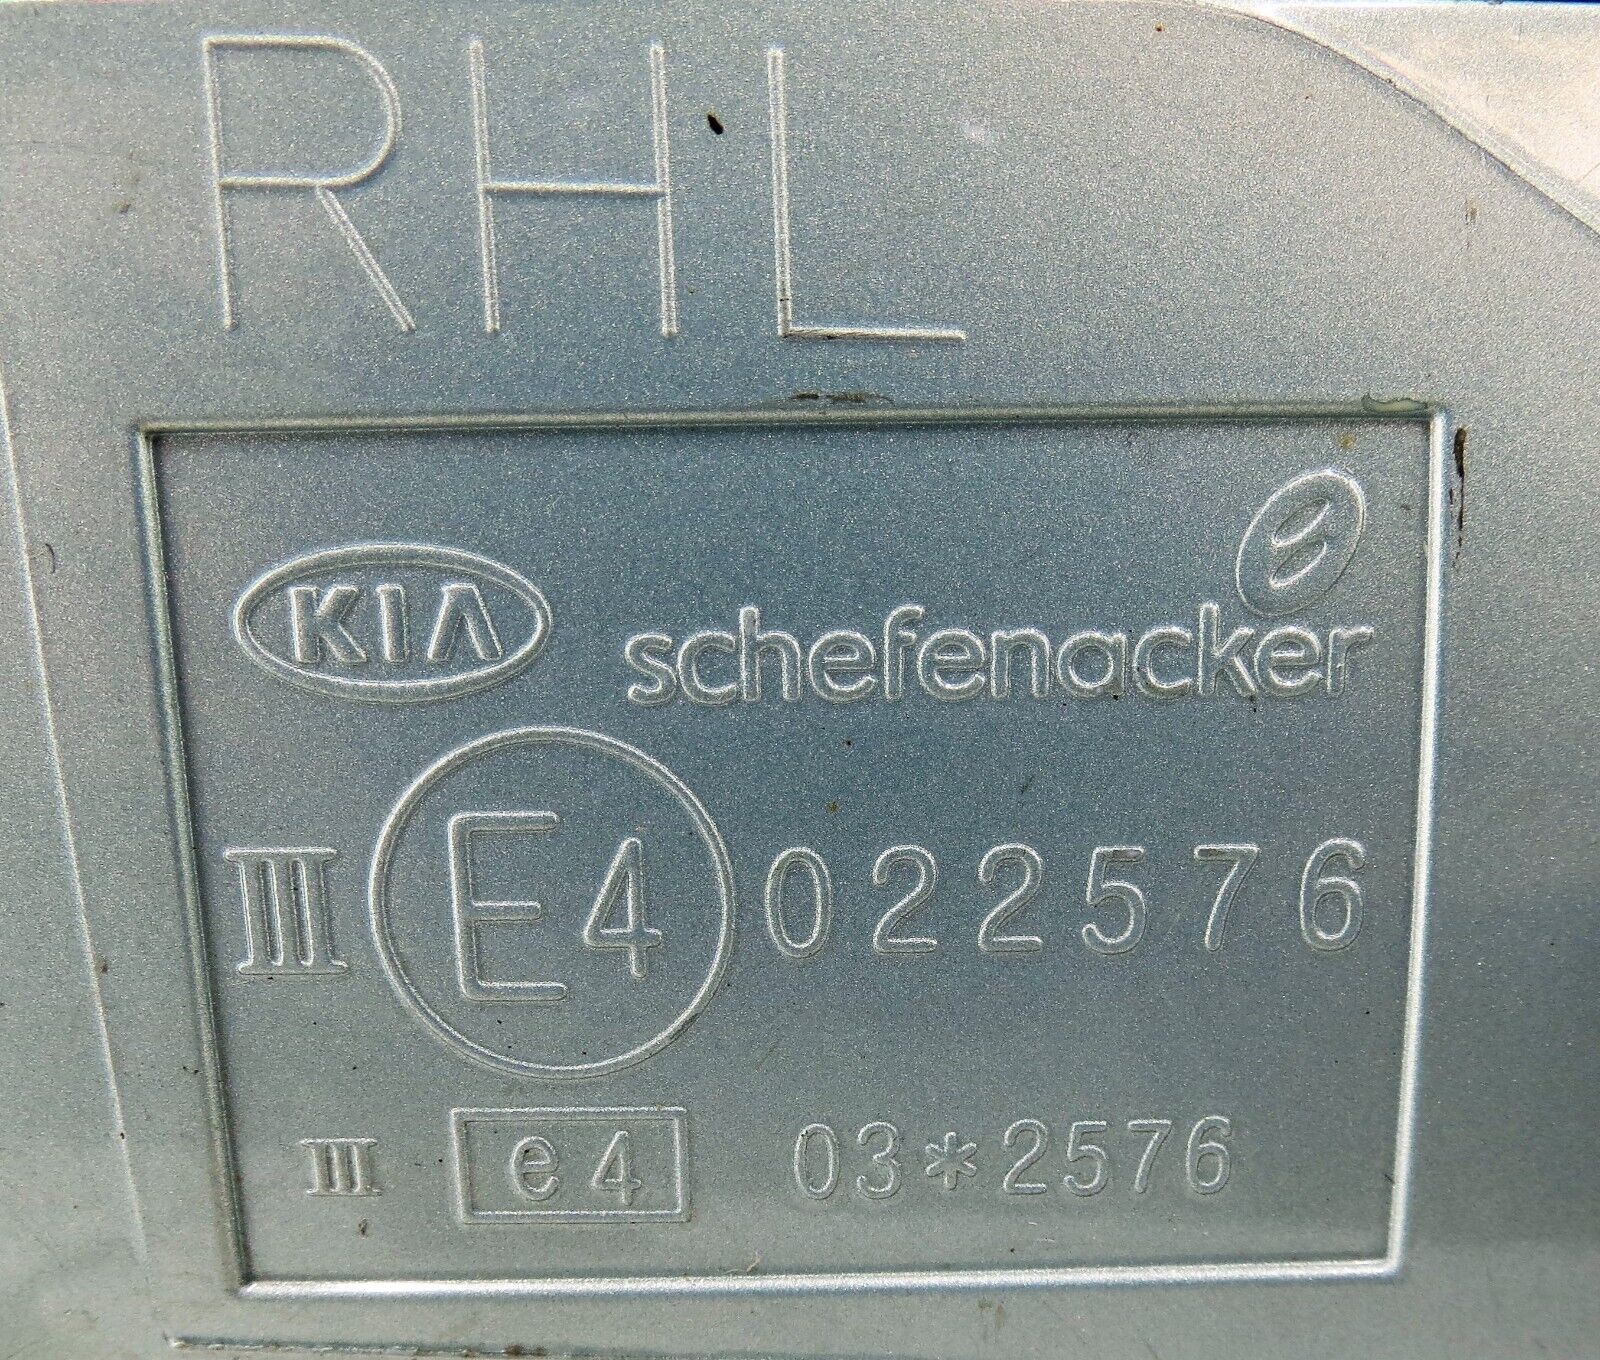 RHL
KIA schefenacker
III E4 022576
III e4 03*2576